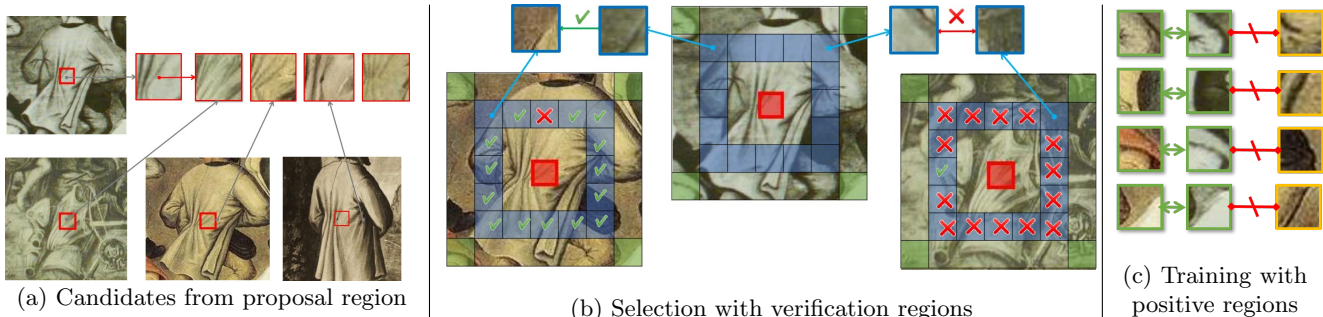 (a) Candidates from proposal region
(b) Selection with verification regions
(c) Training with
positive regions